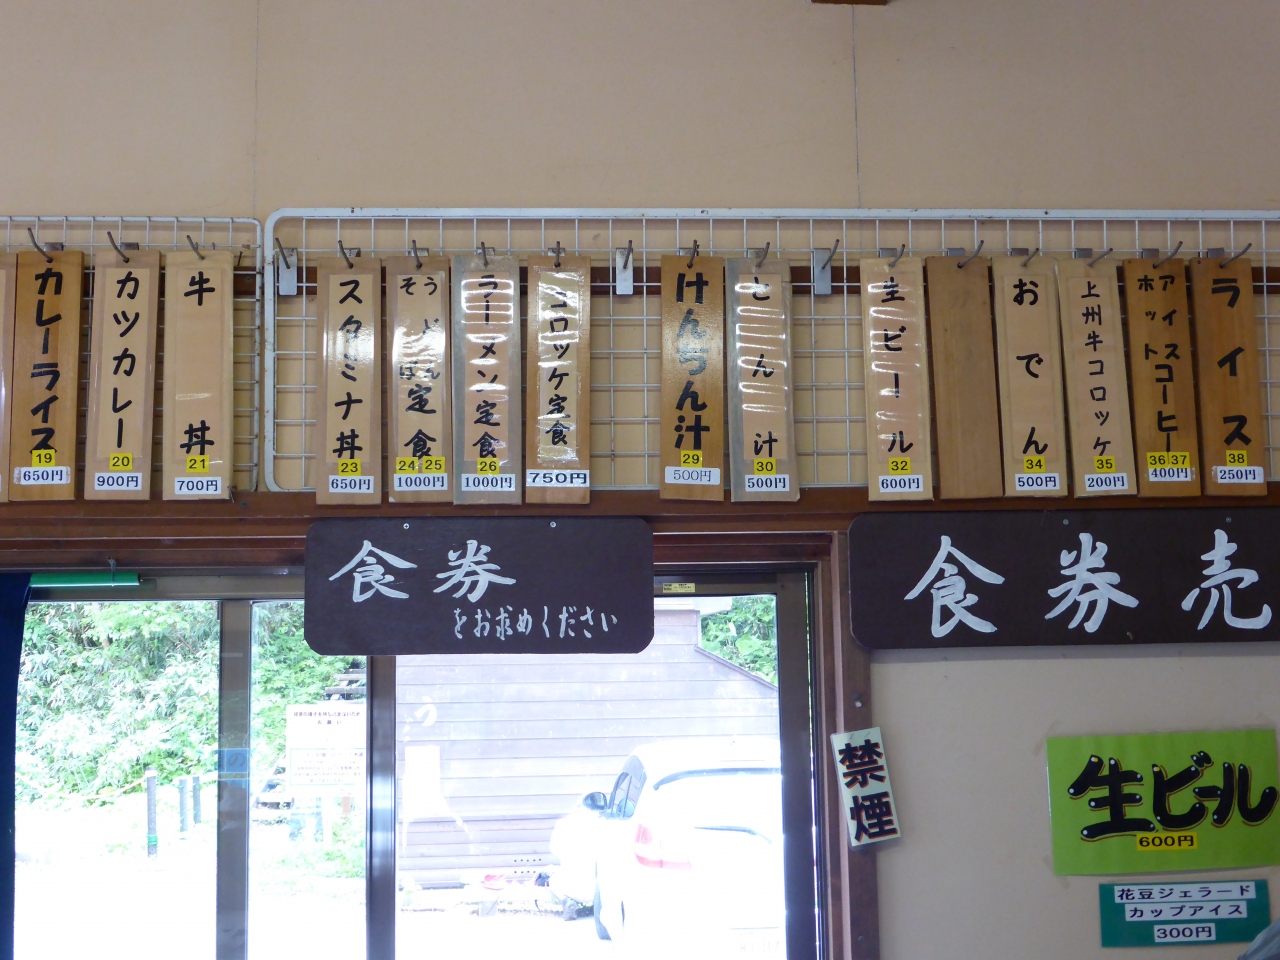 カレーライス
19
650円
カツカレー
20
900円
牛丼
21
700円
スタミナ丼
23
650円
そば
うどん
定食
24 25
1000円
ラーメン定食
26
1000円
コロッケ定食
750円
けんちん汁
29
500円
とん汁
30
500円
生ビール
32
600円
おでん
34
500円
上州牛コロッケ
35
200円
アイスコーヒー
ホット
36 37
400円
ライス
38
250円
食券
をお求めください
食券売
禁煙
生ビール
600円
花豆ジェラード
カップアイス
300円